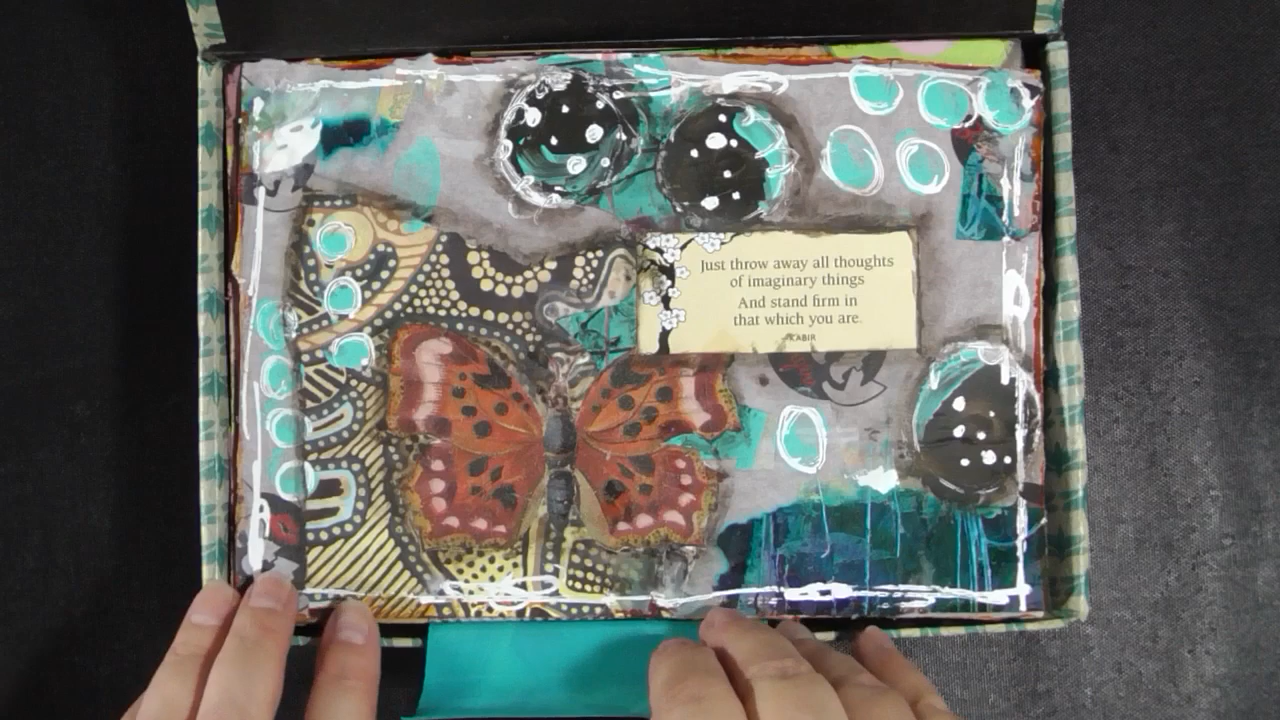 Just throw away all thoughts
of imaginary things
And stand firm in
that which you are.
—KABIR